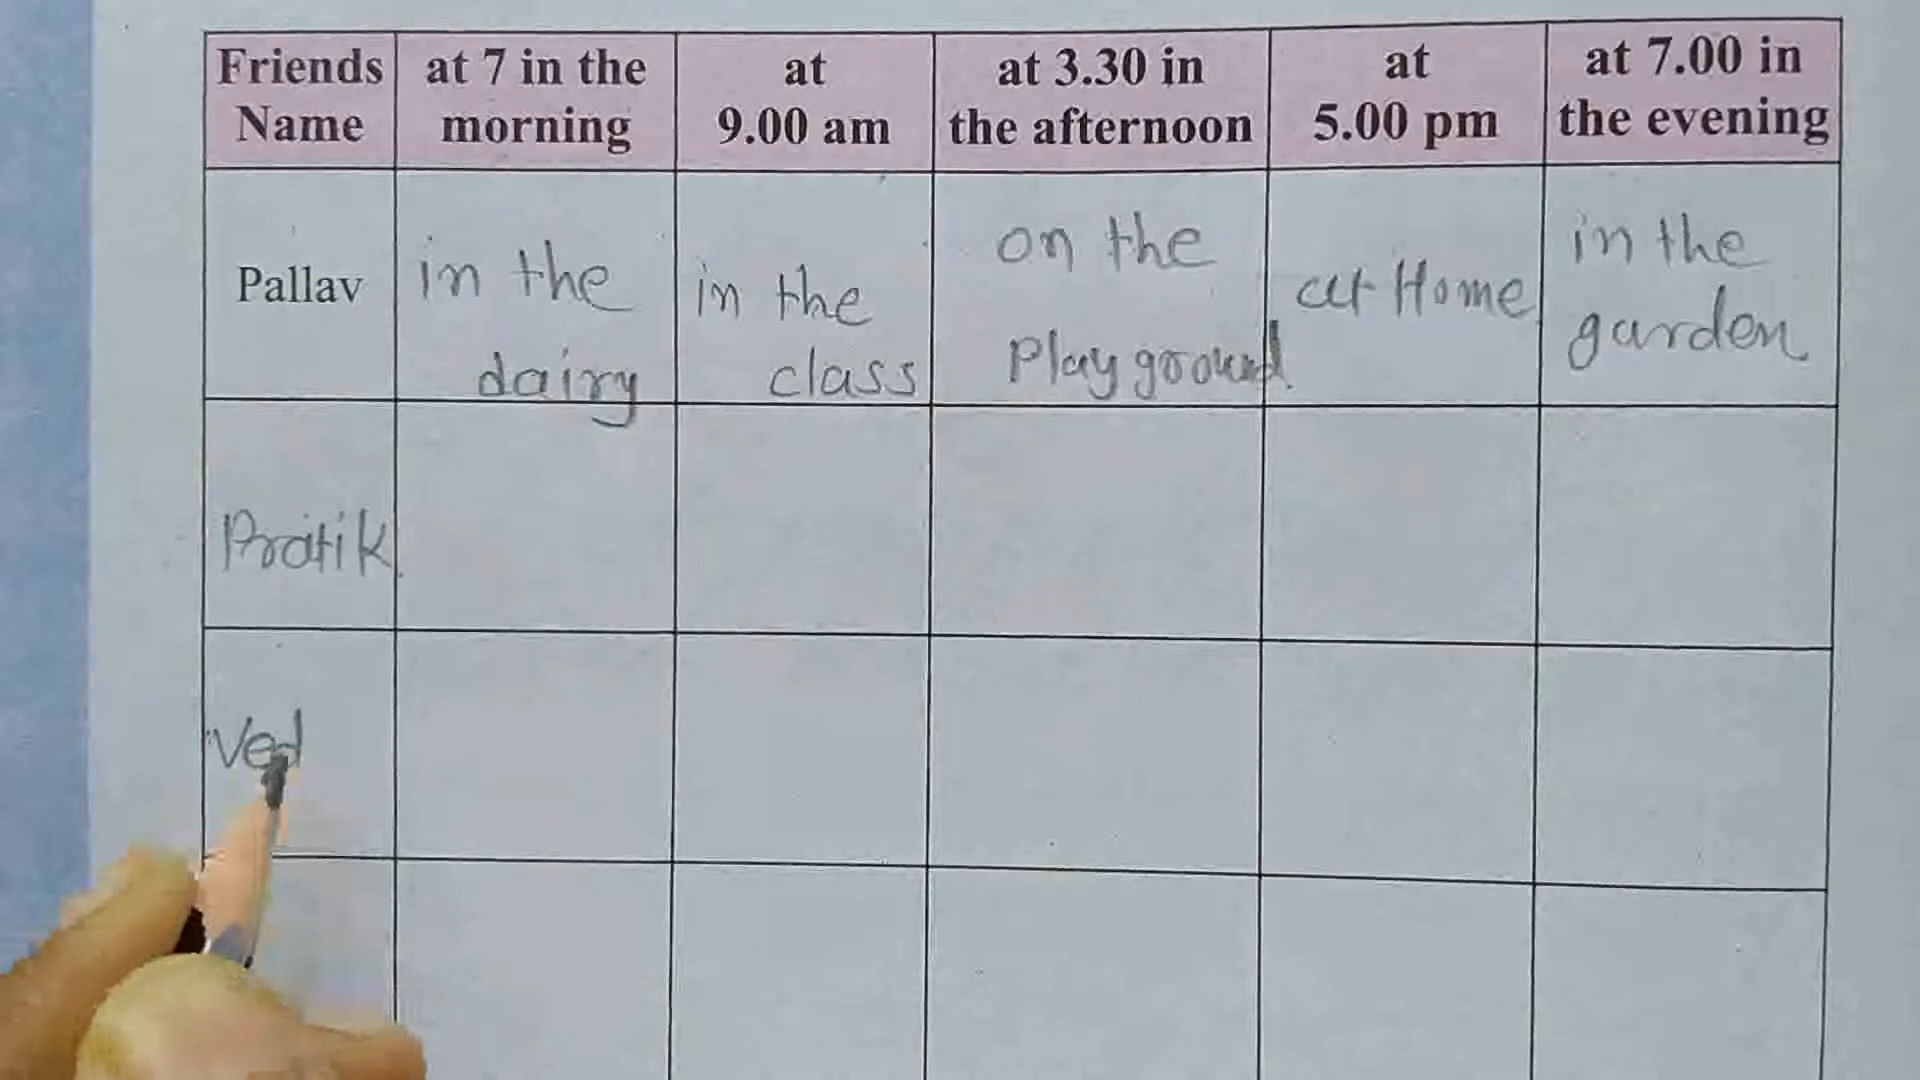 Friends Name
at 7 in the morning
at 9.00 am
at 3.30 in the afternoon
at 5.00 pm
at 7.00 in the evening
Pallav
in the
dairy
in the
class
on the
Playground.
at Home
in the
garden
Pratik
Ved